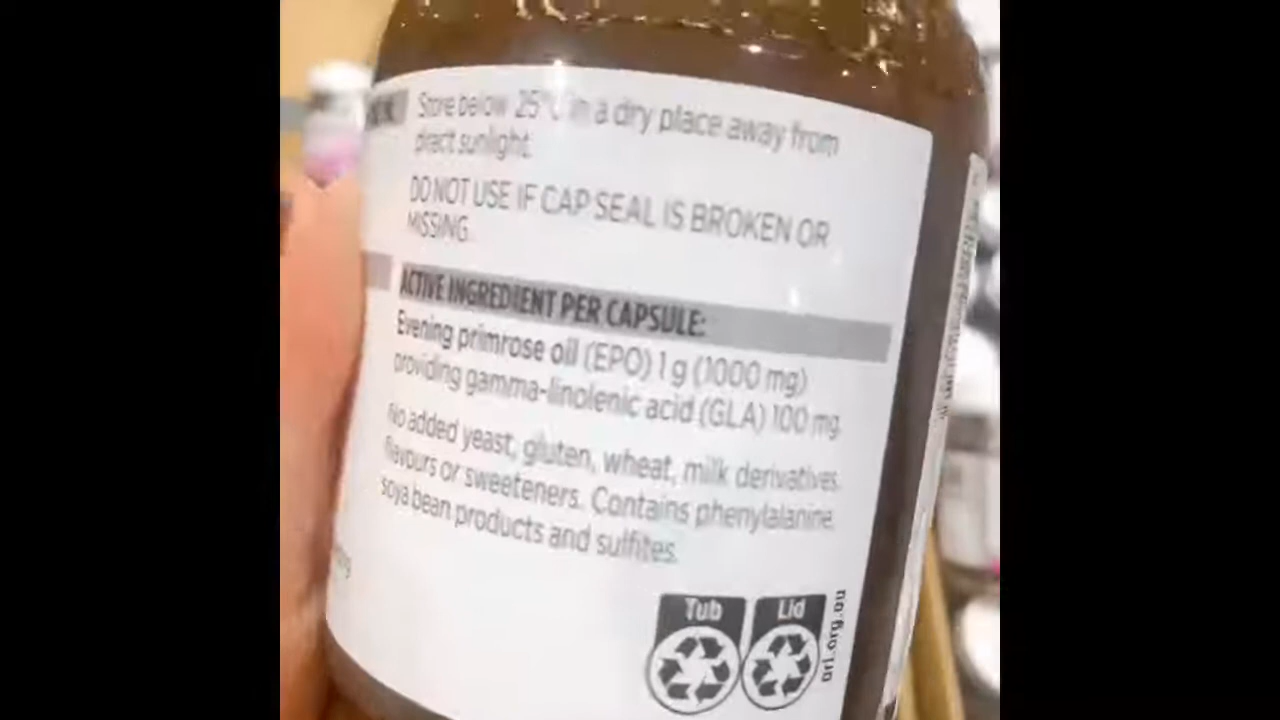 Store below 25°C in a dry place away from
direct sunlight.
DO NOT USE IF CAP SEAL IS BROKEN OR
MISSING.
ACTIVE INGREDIENT PER CAPSULE:
Evening primrose oil (EPO) 1 g (1000 mg)
providing gamma-linolenic acid (GLA) 100 mg
No added yeast, gluten, wheat, milk derivatives,
flavours or sweeteners. Contains phenylalanine,
soya bean products and sulfites.
Tub
Lid
arl.org.au